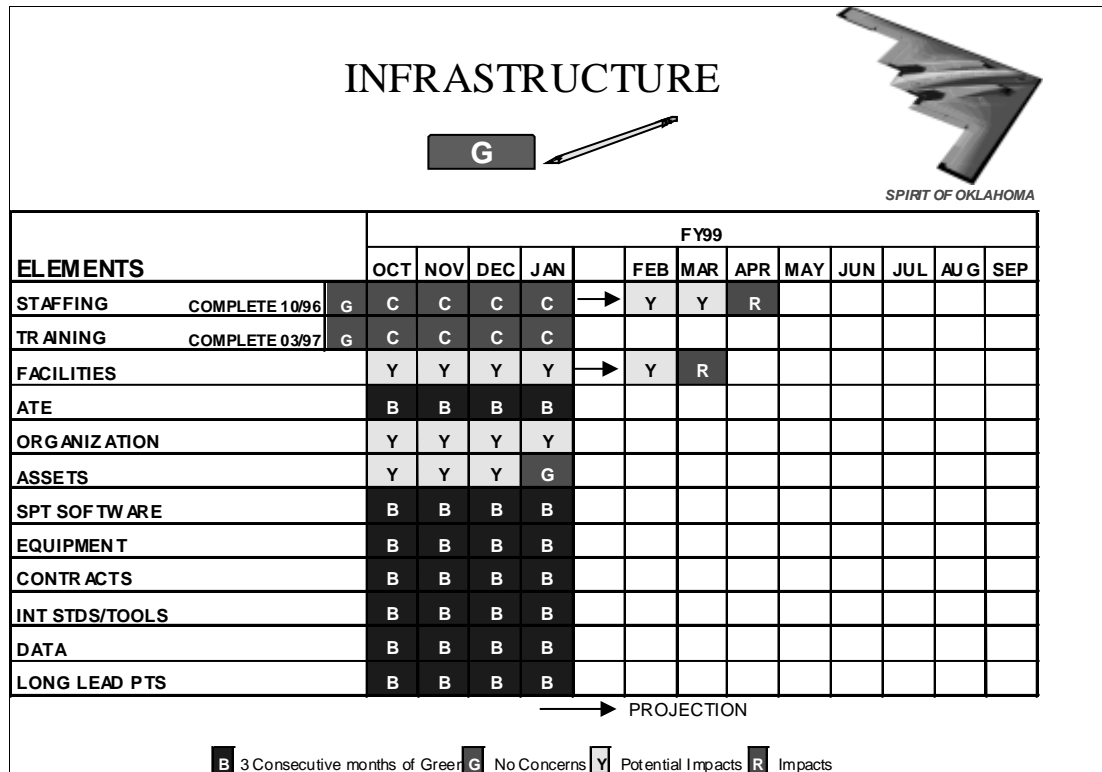 INFRASTRUCTURE
G
SPIRIT OF OKLAHOMA
FY99
ELEMENTS OCT NOV DEC JAN FEB MAR APR MAY JUN JUL AUG SEP
STAFFING COMPLETE 10/96 G C C C C Y Y R
TRAINING COMPLETE 03/97 G C C C C
FACILITIES Y Y Y Y Y R
ATE B B B B
ORGANIZATION Y Y Y Y
ASSETS Y Y Y G
SPT SOFTWARE B B B B
EQUIPMENT B B B B
CONTRACTS B B B B
INT STDS/TOOLS B B B B
DATA B B B B
LONG LEAD PTS B B B B
PROJECTION
B 3 Consecutive months of Green G No Concerns Y Potential Impacts R Impacts